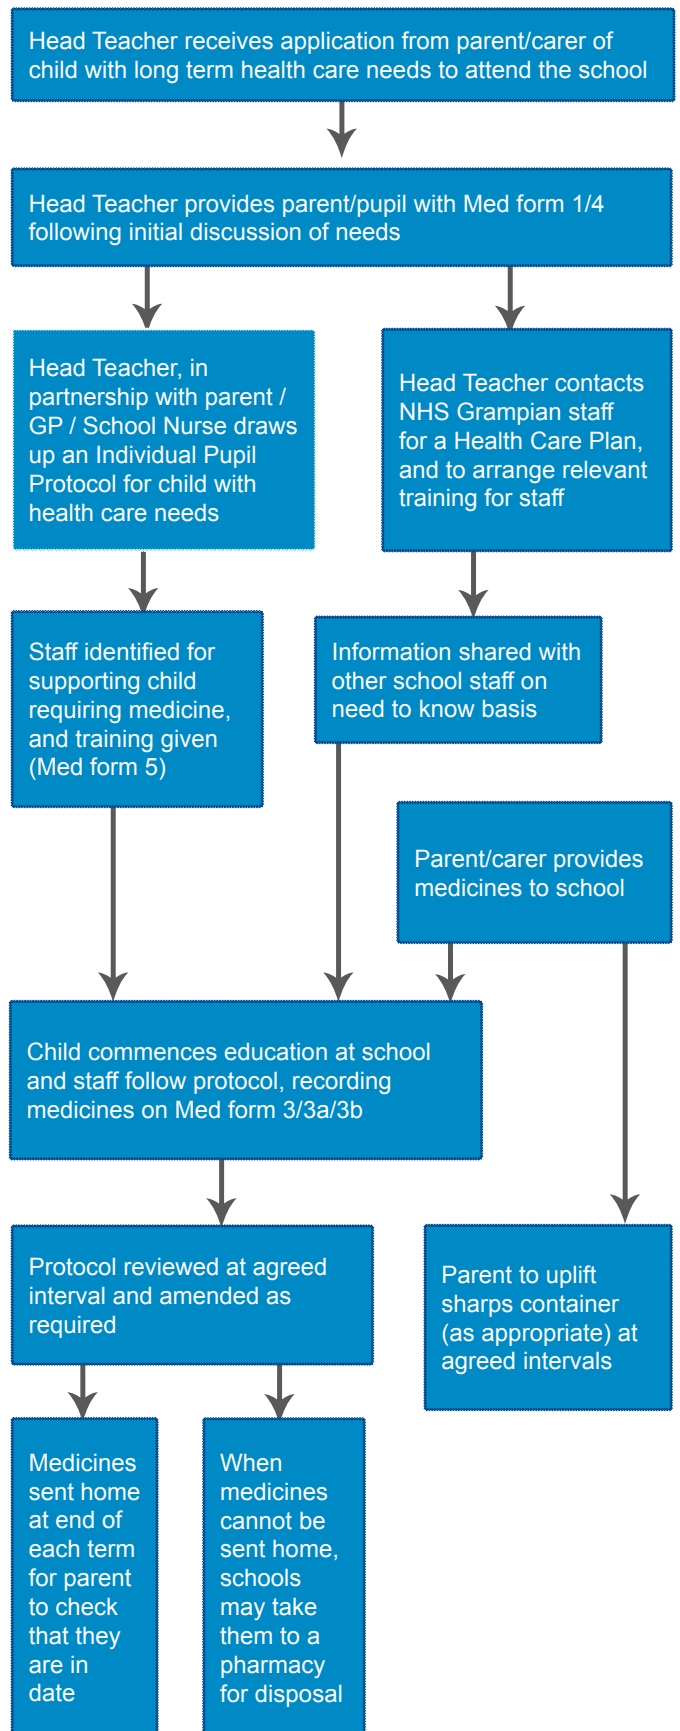 Head Teacher receives application from parent/carer of
child with long term health care needs to attend the school
Head Teacher provides parent/pupil with Med form 1/4
following initial discussion of needs
Head Teacher, in
partnership with parent /
GP / School Nurse draws
up an Individual Pupil
Protocol for child with
health care needs
Head Teacher contacts
NHS Grampian staff
for a Health Care Plan,
and to arrange relevant
training for staff
Staff identified for
supporting child
requiring medicine,
and training given
(Med form 5)
Information shared with
other school staff on
need to know basis
Parent/carer provides
medicines to school
Child commences education at school
and staff follow protocol, recording
medicines on Med form 3/3a/3b
Protocol reviewed at agreed
interval and amended as
required
Parent to uplift
sharps container
(as appropriate) at
agreed intervals
Medicines
sent home
at end of
each term
for parent
to check
that they
are in
date
When
medicines
cannot be
sent home,
schools
may take
them to a
pharmacy
for disposal